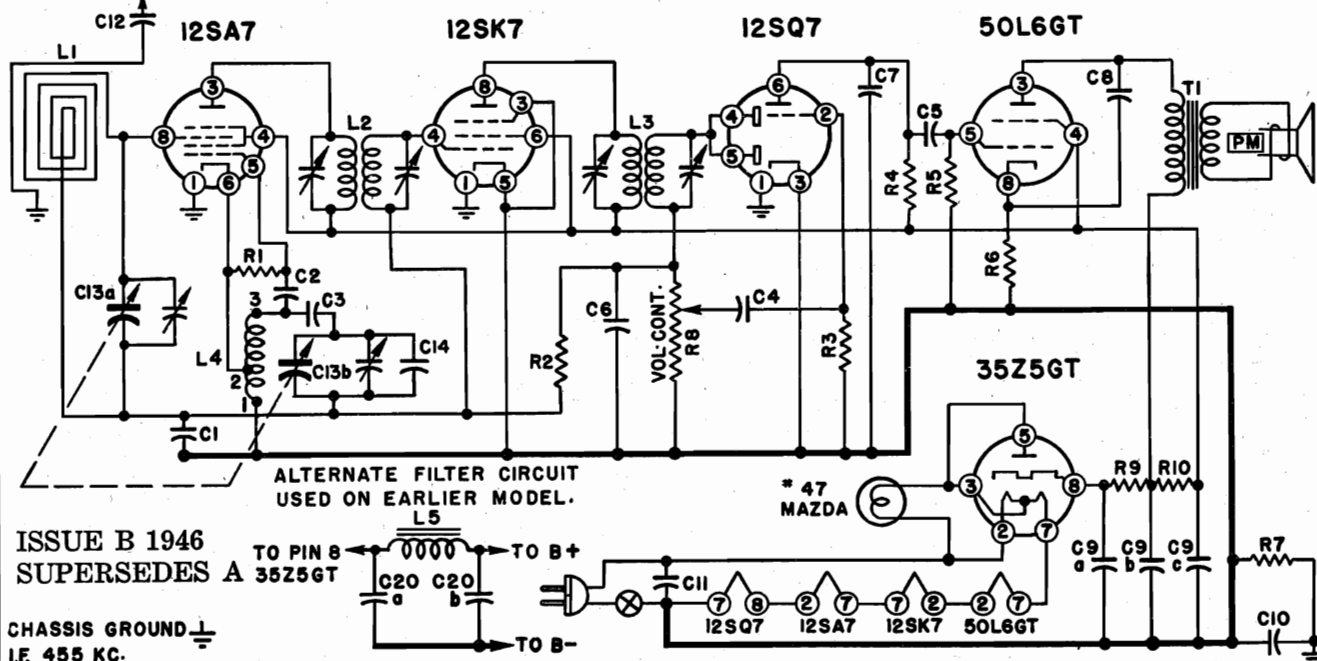 C12
12SA7
12SK7
12SQ7
50L6GT
L1
3
8
4
5
1
6
L2
8
3
4
6
1
5
L3
6
4
2
5
1
3
C7
C5
R4
R5
3
5
4
8
C8
T1
PM
R6
C13a
R1
C2
3
C3
L4
2
1
C13b
C14
R2
C6
VOL-CONT.
R8
C4
R3
C1
35Z5GT
5
3
8
2
7
R9
R10
# 47
MAZDA
ALTERNATE FILTER CIRCUIT
USED ON EARLIER MODEL.
L5
ISSUE B 1946
SUPERSEDES A
TO PIN 8
35Z5GT
TO B+
C20
a
C20
b
TO B-
C11
7
8
2
7
7
2
2
7
12SQ7
12SA7
12SK7
50L6GT
C9
a
C9
b
C9
c
R7
C10
CHASSIS GROUND
I.F. 455 KC.